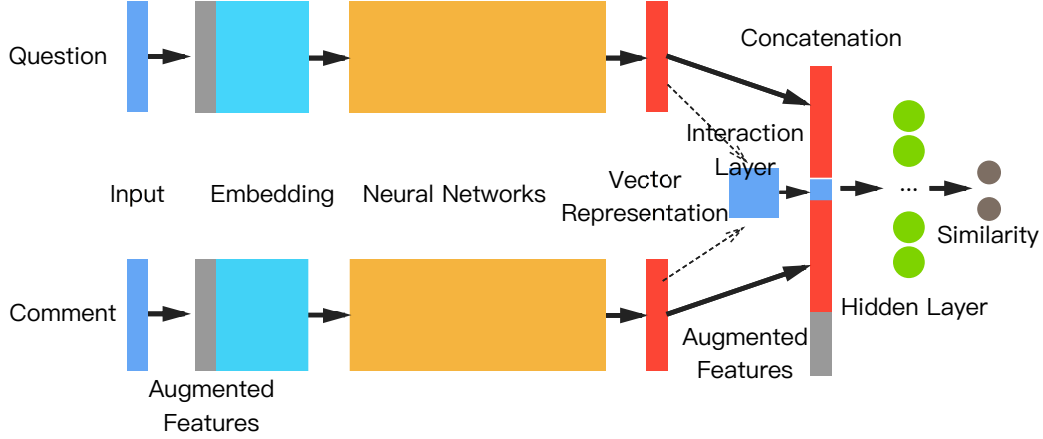 Question
Concatenation
Interaction
Layer
Input
Embedding
Neural Networks
Vector
Representation
...
Similarity
Comment
Hidden Layer
Augmented
Features
Augmented
Features